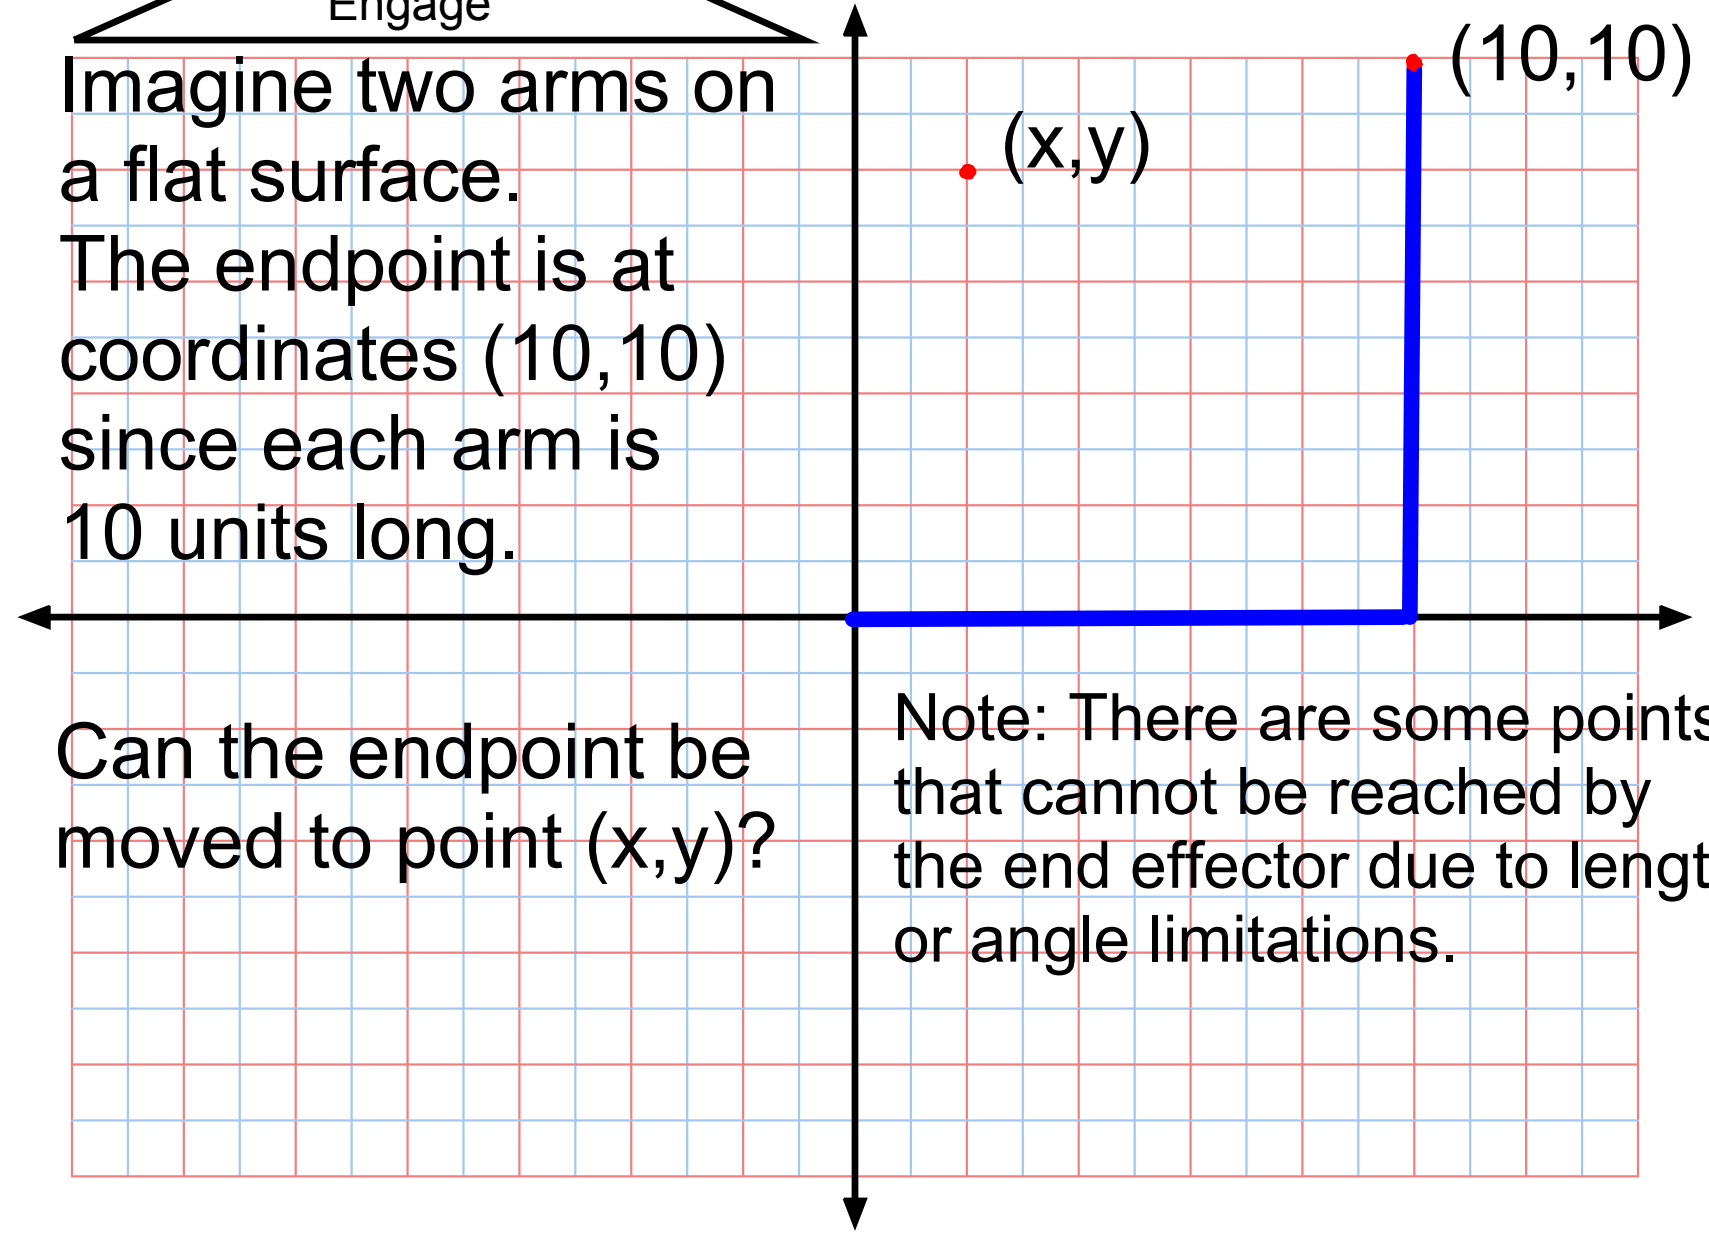 Engage
(10,10)
Imagine two arms on
a flat surface.
The endpoint is at
coordinates (10,10)
since each arm is
10 units long.
(x,y)
Can the endpoint be
moved to point (x,y)?
Note: There are some points
that cannot be reached by
the end effector due to lengt
or angle limitations.